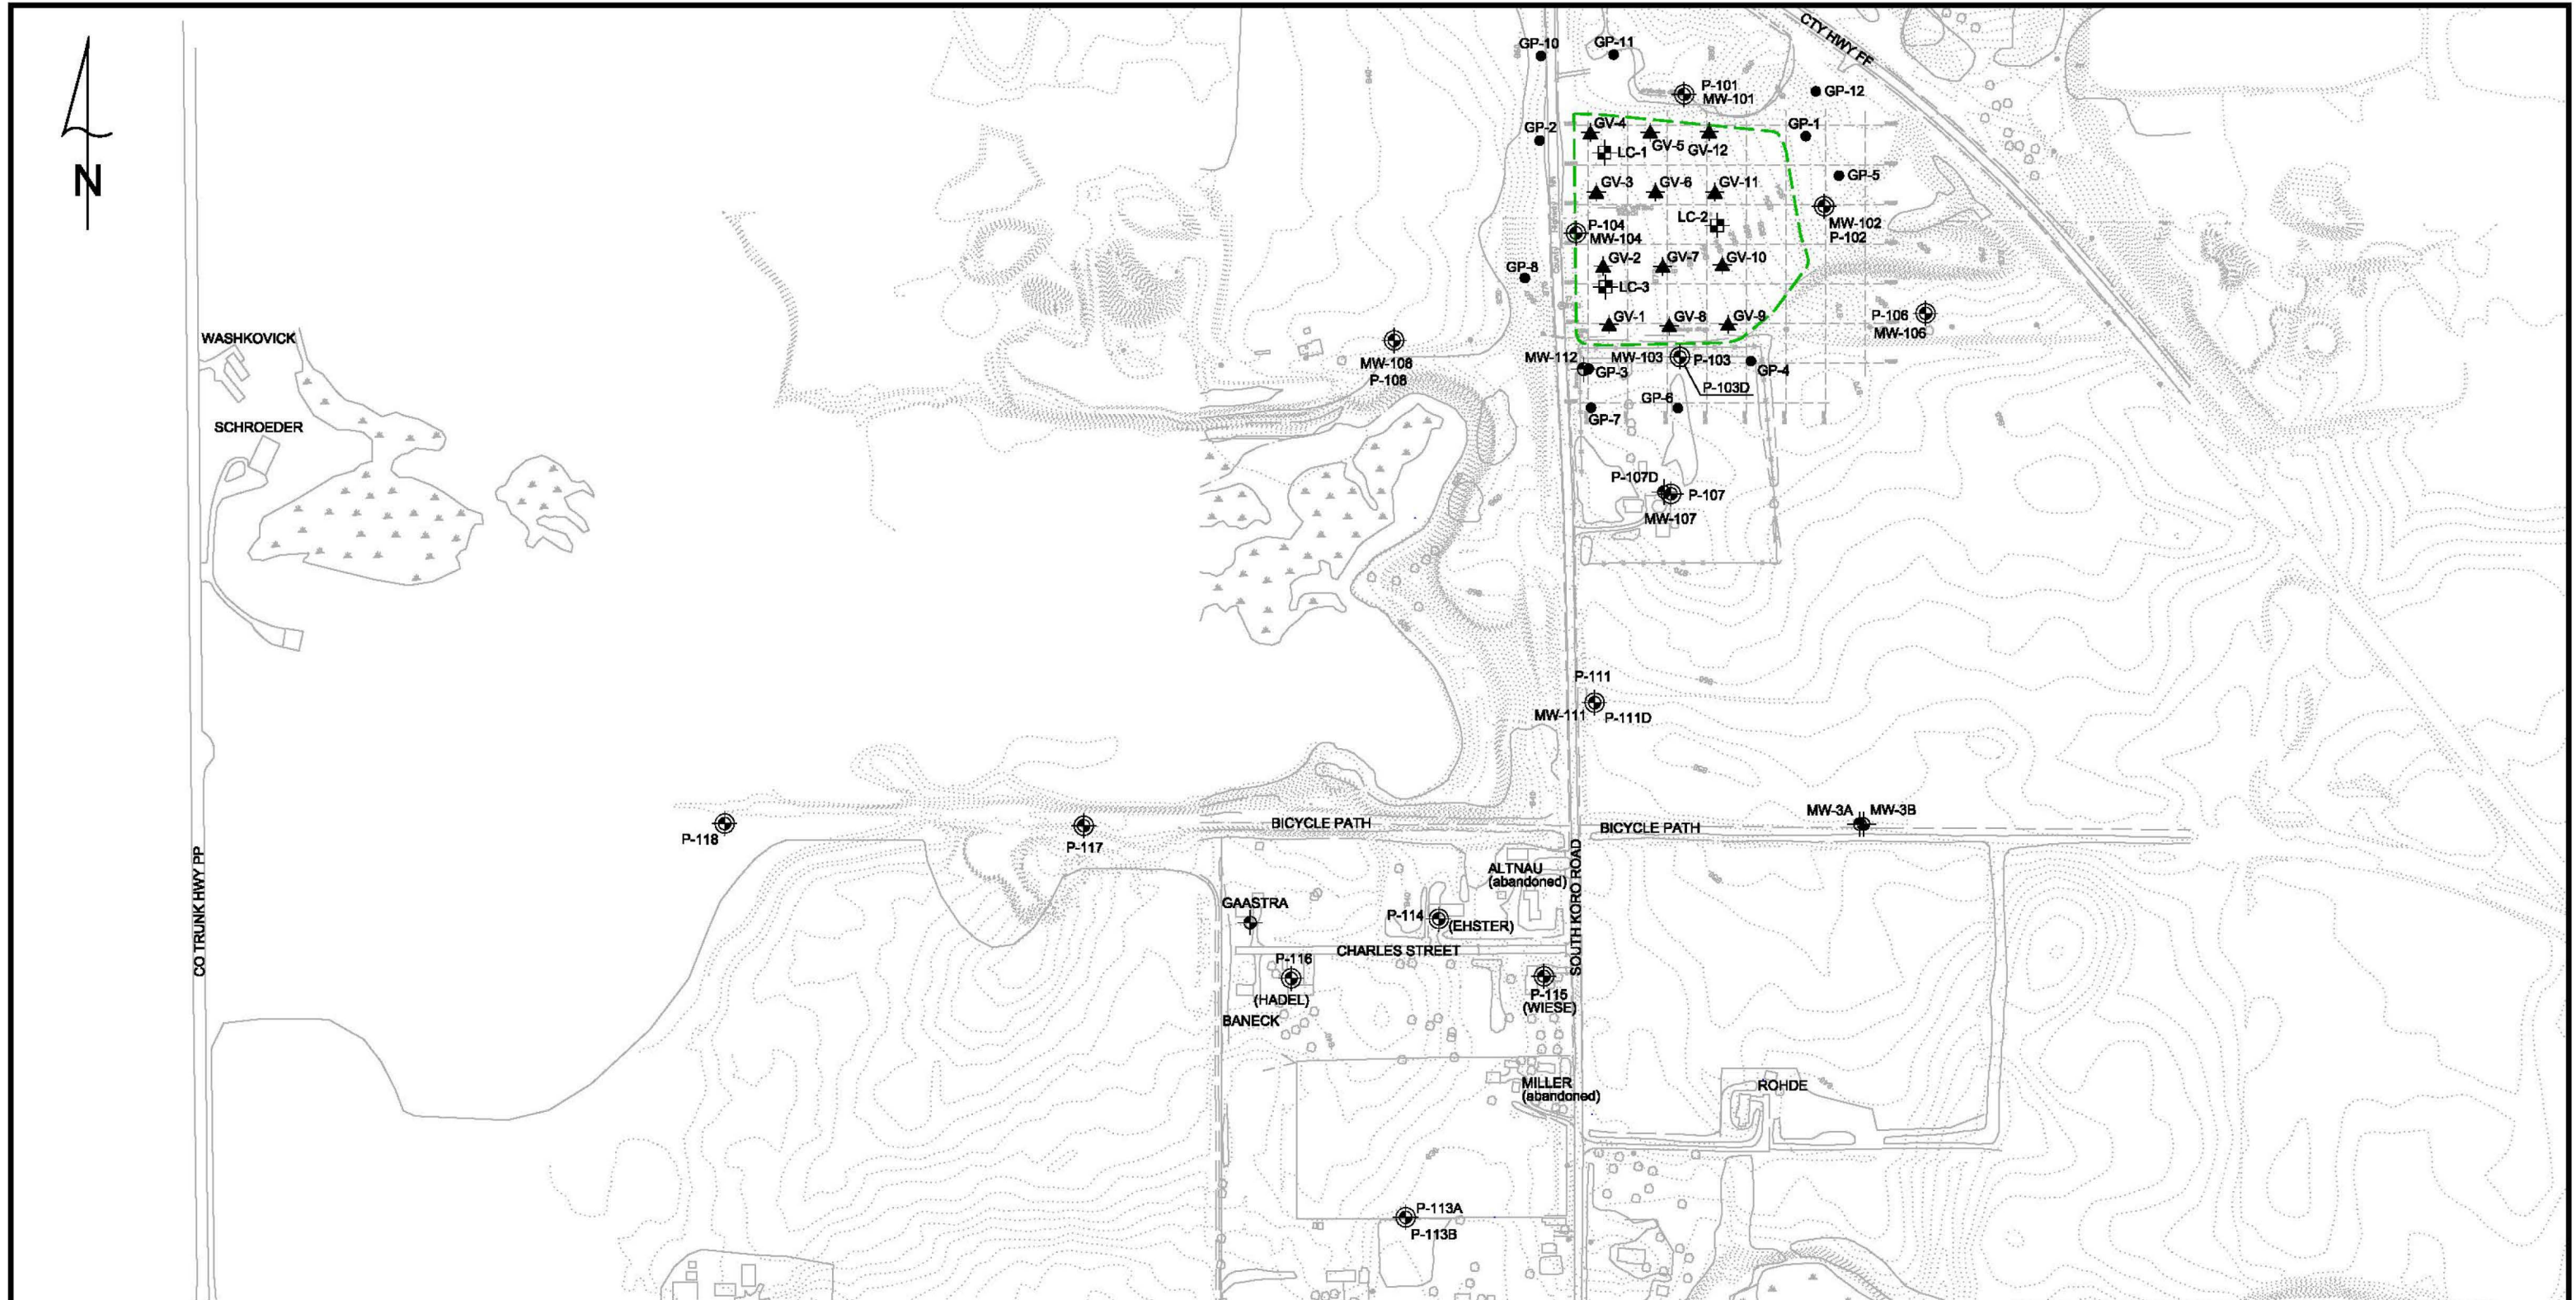 N
CTY HWY FF
GP-10
GP-11
P-101
MW-101
GP-12
GP-2
GV-4
GV-5
GV-12
GP-1
LC-1
GV-3
GV-6
GV-11
GP-5
LC-2
P-104
MW-104
MW-102
P-102
GP-8
GV-2
GV-7
GV-10
LC-3
GV-1
GV-8
GV-9
P-106
MW-106
WASHKOVICK
MW-108
P-108
MW-112
MW-103
P-103
GP-3
GP-4
P-103D
GP-6
GP-7
SCHROEDER
P-107D
P-107
MW-107
P-111
MW-111
P-111D
P-118
P-117
BICYCLE PATH
BICYCLE PATH
MW-3A
MW-3B
CO TRUNK HWY PP
SOUTH KORO ROAD
ALTNAU
(abandoned)
GAASTRA
P-114
(EHSTER)
CHARLES STREET
P-116
(HADEL)
P-115
(WIESE)
BANECK
MILLER
(abandoned)
ROHDE
P-113A
P-113B